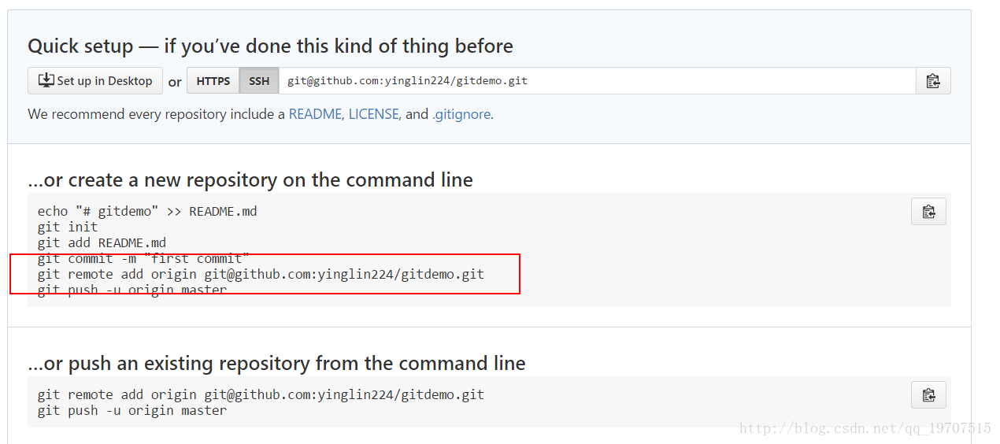 Quick setup — if you’ve done this kind of thing before
Set up in Desktop or HTTPS SSH git@github.com:yinglin224/gitdemo.git
We recommend every repository include a README, LICENSE, and .gitignore.
…or create a new repository on the command line
echo "# gitdemo" >> README.md
git init
git add README.md
git commit -m "first commit"
git remote add origin git@github.com:yinglin224/gitdemo.git
git push -u origin master
…or push an existing repository from the command line
git remote add origin git@github.com:yinglin224/gitdemo.git
git push -u origin master
http://blog.csdn.net/qq_19707515